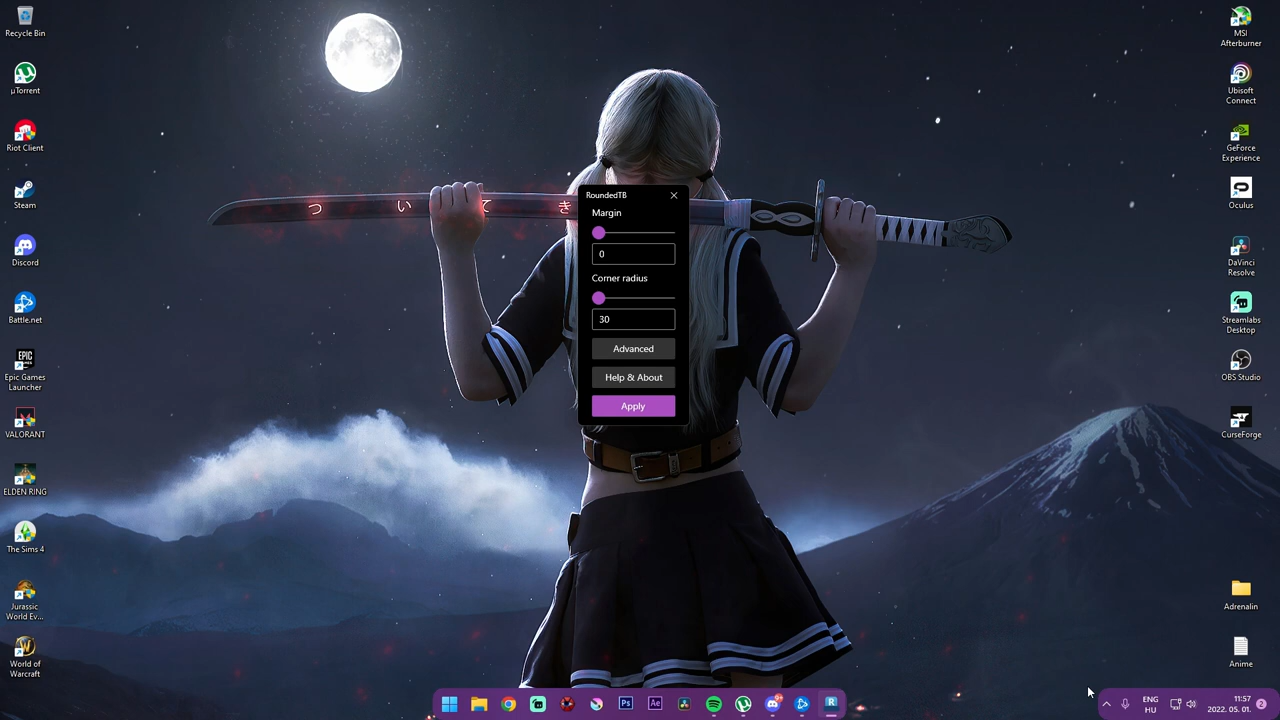 Recycle Bin
µTorrent
Riot Client
Steam
Discord
Battle.net
EPIC
GAMES
Epic Games
Launcher
VALORANT
ELDEN RING
The Sims 4
Jurassic
World Ev...
World of
Warcraft
つ い て き
RoundedTB
Margin
0
Corner radius
30
Advanced
Help & About
Apply
MSI
Afterburner
Ubisoft
Connect
GeForce
Experience
Oculus
DaVinci
Resolve
Streamlabs
Desktop
OBS Studio
CurseForge
Adrenalin
Anime
Ps
Ae
R
ENG
HU
11:57
2022. 05. 01.
2